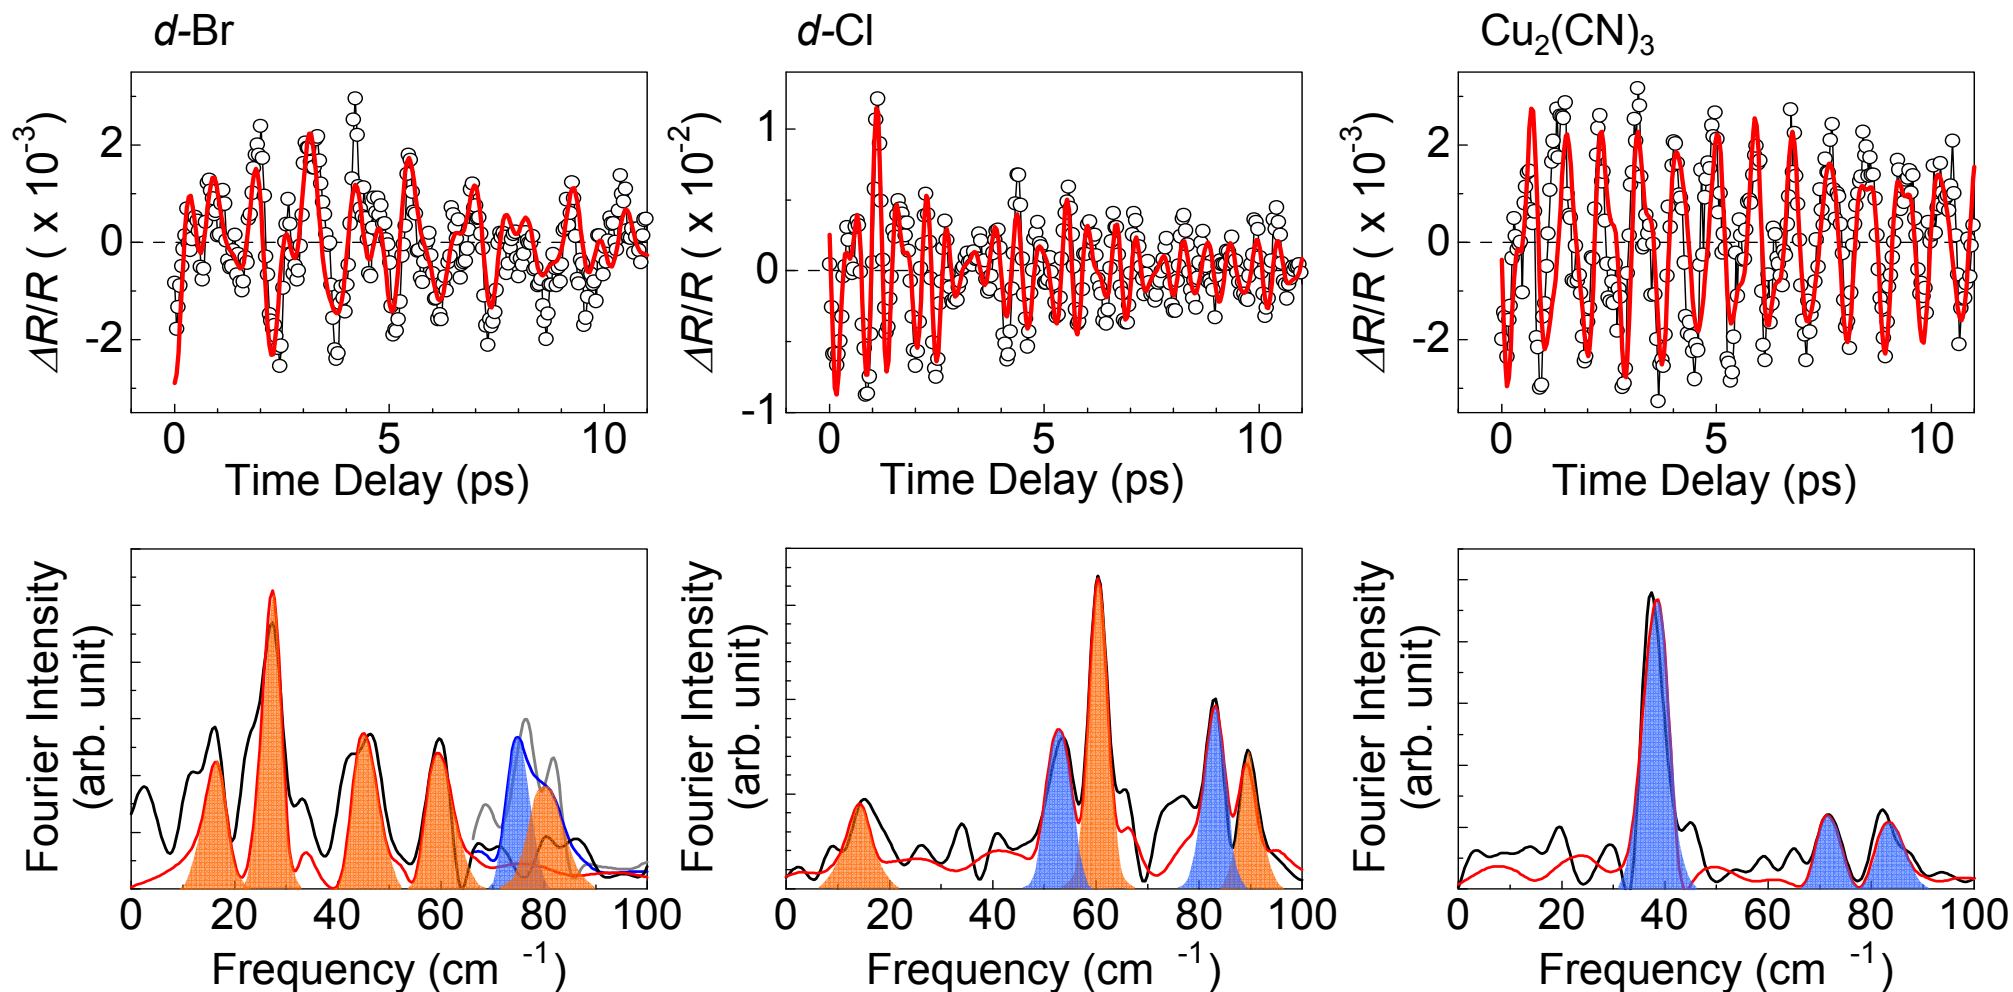 d-Br
d-Cl
Cu₂(CN)₃
ΔR/R ( x 10⁻³)
2
0
-2
0 5 10
Time Delay (ps)
ΔR/R ( x 10⁻²)
1
0
-1
0 5 10
Time Delay (ps)
ΔR/R ( x 10⁻³)
2
0
-2
0 5 10
Time Delay (ps)
Fourier Intensity
(arb. unit)
0 20 40 60 80 100
Frequency (cm ⁻¹)
Fourier Intensity
(arb. unit)
0 20 40 60 80 100
Frequency (cm ⁻¹)
Fourier Intensity
(arb. unit)
0 20 40 60 80 100
Frequency (cm ⁻¹)